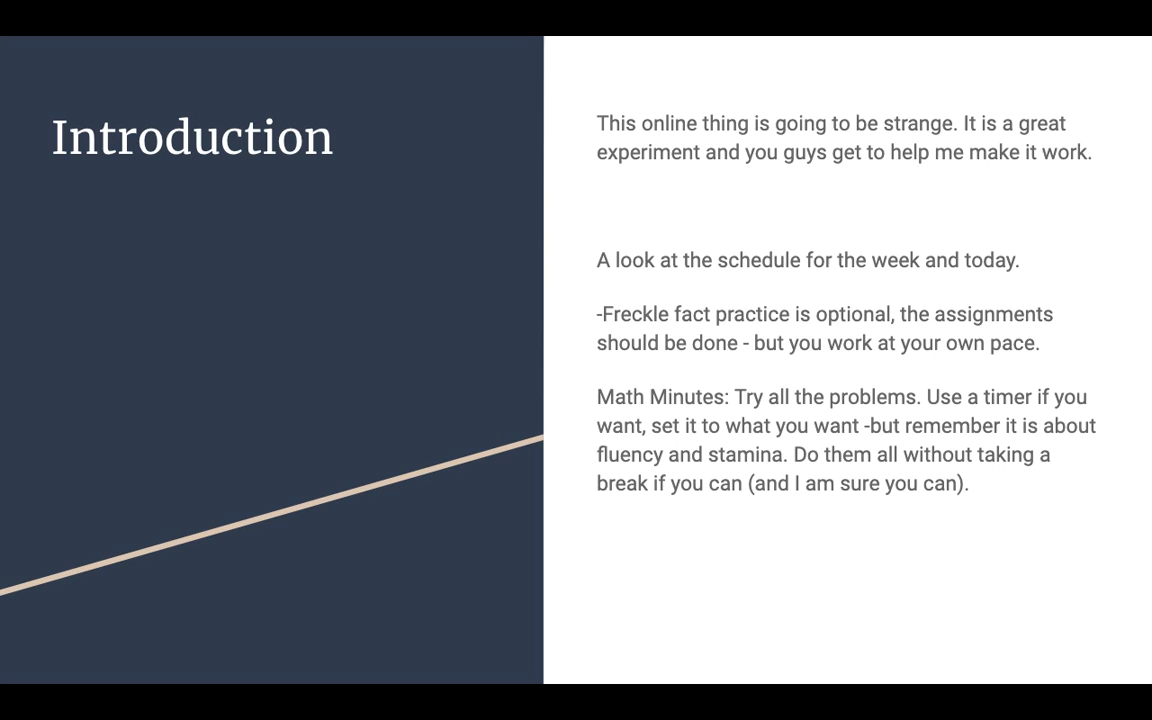 Introduction
This online thing is going to be strange. It is a great
experiment and you guys get to help me make it work.
A look at the schedule for the week and today.
-Freckle fact practice is optional, the assignments
should be done - but you work at your own pace.
Math Minutes: Try all the problems. Use a timer if you
want, set it to what you want -but remember it is about
fluency and stamina. Do them all without taking a
break if you can (and I am sure you can).